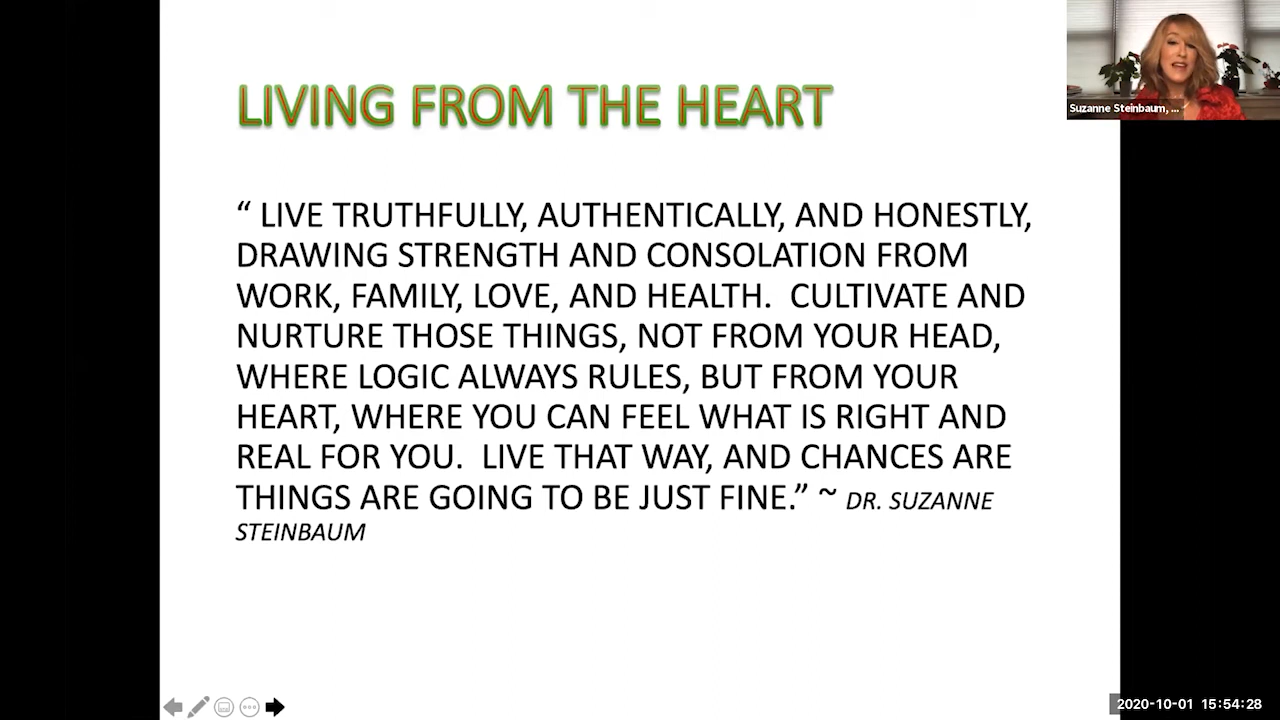 LIVING FROM THE HEART
Suzanne Steinbaum, ...
“ LIVE TRUTHFULLY, AUTHENTICALLY, AND HONESTLY,
DRAWING STRENGTH AND CONSOLATION FROM
WORK, FAMILY, LOVE, AND HEALTH.  CULTIVATE AND
NURTURE THOSE THINGS, NOT FROM YOUR HEAD,
WHERE LOGIC ALWAYS RULES, BUT FROM YOUR
HEART, WHERE YOU CAN FEEL WHAT IS RIGHT AND
REAL FOR YOU.  LIVE THAT WAY, AND CHANCES ARE
THINGS ARE GOING TO BE JUST FINE.” ~ DR. SUZANNE
STEINBAUM
2020-10-01 15:54:28